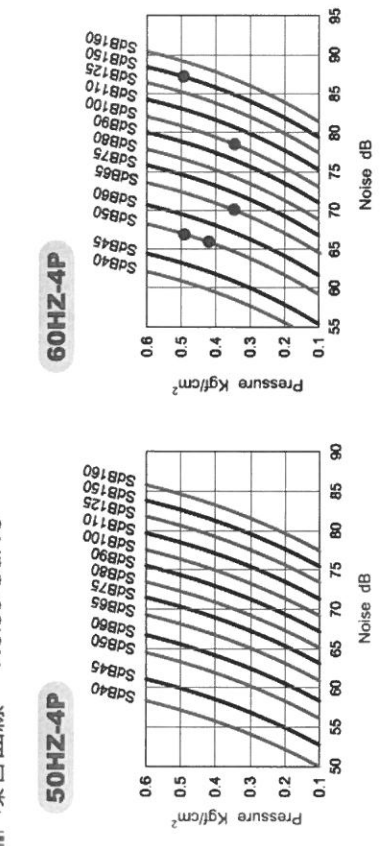 50HZ-4P
SdB40
SdB45
SdB50
SdB60
SdB65
SdB75
SdB80
SdB90
SdB100
SdB110
SdB125
SdB150
SdB160
Pressure Kgf/cm²
0.6
0.5
0.4
0.3
0.2
0.1
50 55 60 65 70 75 80 85 90
Noise dB
60HZ-4P
SdB40
SdB45
SdB50
SdB60
SdB65
SdB75
SdB80
SdB90
SdB100
SdB110
SdB125
SdB150
SdB160
Pressure Kgf/cm²
0.6
0.5
0.4
0.3
0.2
0.1
55 60 65 70 75 80 85 90 95
Noise dB